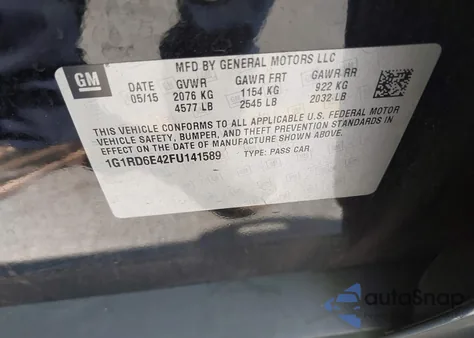 MFD BY GENERAL MOTORS LLC
GM
DATE GVWR GAWR FRT GAWR RR
05/15 2076 KG 1154 KG 922 KG
4577 LB 2545 LB 2032 LB
THIS VEHICLE CONFORMS TO ALL APPLICABLE U.S. FEDERAL MOTOR
VEHICLE SAFETY, BUMPER, AND THEFT PREVENTION STANDARDS IN
EFFECT ON THE DATE OF MANUFACTURE SHOWN ABOVE.
1G1RD6E42FU141589 TYPE: PASS CAR
autoSnap